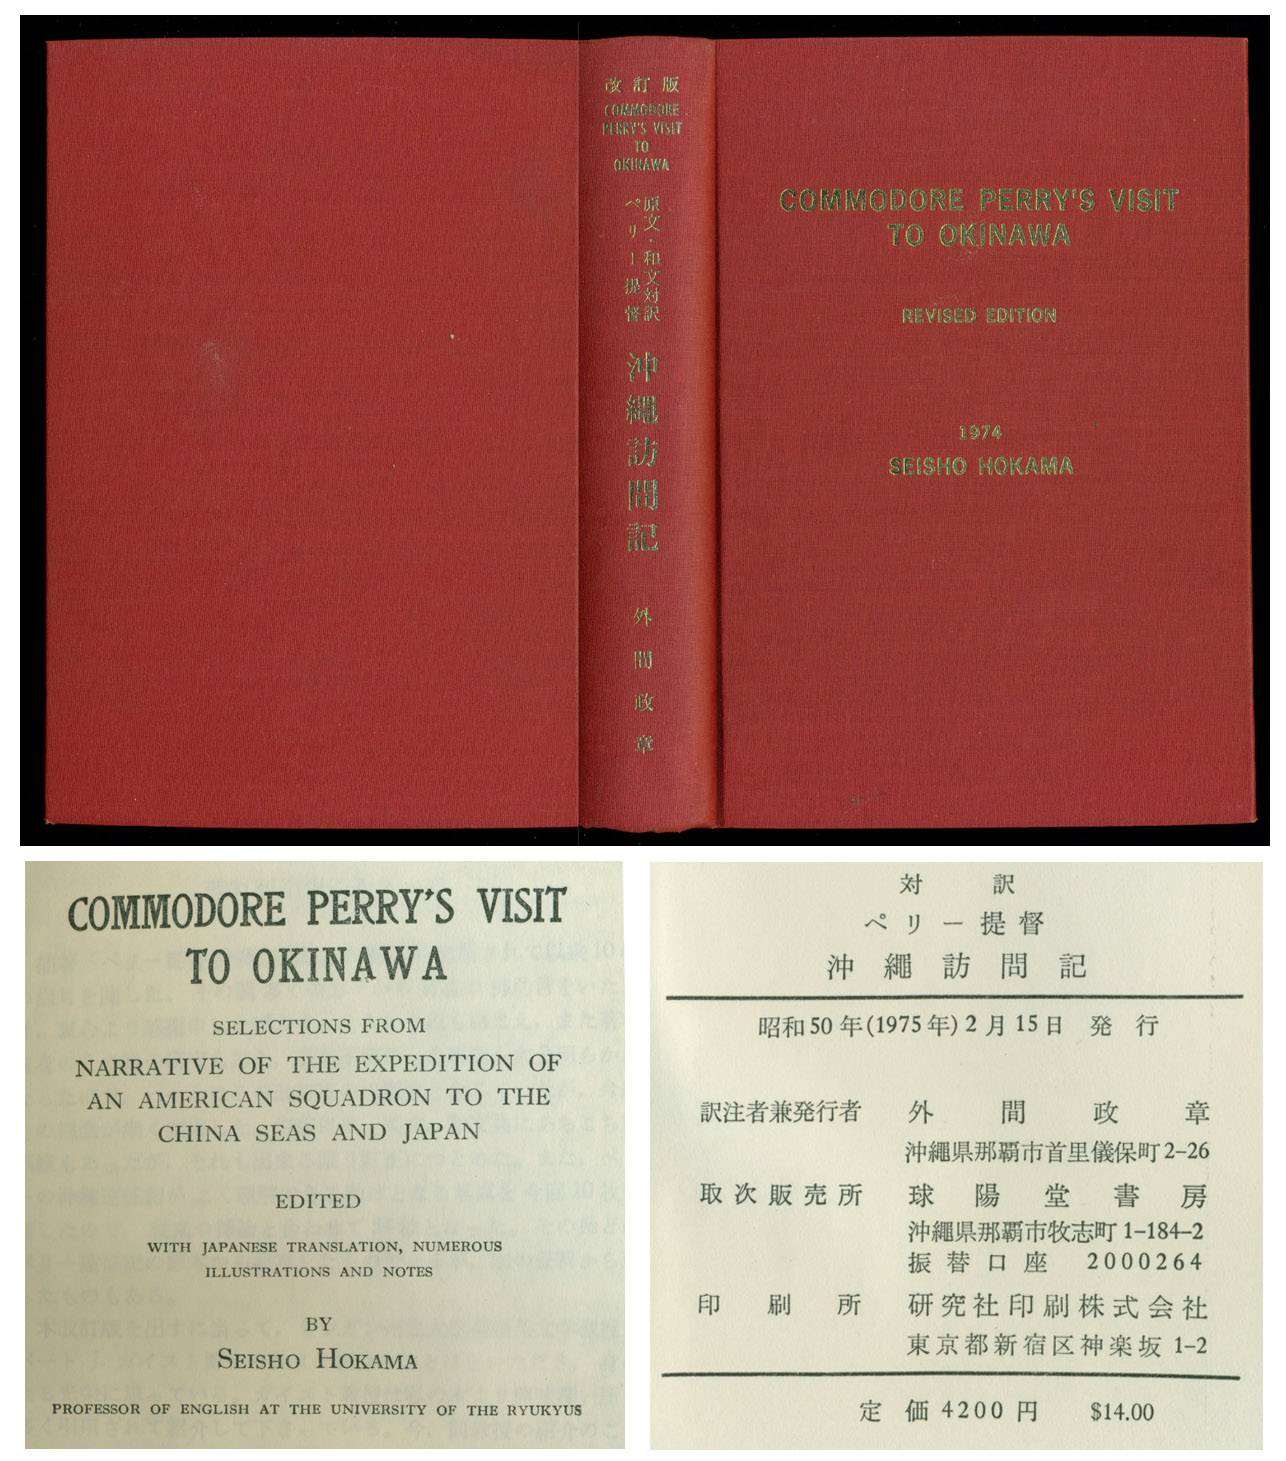 改訂版
COMMODORE
PERRY'S VISIT
TO
OKINAWA
原文・和文対訳
ペリー提督
沖繩訪問記
外間政章
COMMODORE PERRY'S VISIT
TO OKINAWA
REVISED EDITION
1974
SEISHO HOKAMA
COMMODORE PERRY'S VISIT
TO OKINAWA
SELECTIONS FROM
NARRATIVE OF THE EXPEDITION OF
AN AMERICAN SQUADRON TO THE
CHINA SEAS AND JAPAN
EDITED
WITH JAPANESE TRANSLATION, NUMEROUS
ILLUSTRATIONS AND NOTES
BY
SEISHO HOKAMA
PROFESSOR OF ENGLISH AT THE UNIVERSITY OF THE RYUKYUS
対訳
ペリー提督
沖繩訪問記
昭和50年(1975年)2月15日 発行
訳注者兼発行者 外間政章
沖繩県那覇市首里儀保町2-26
取次販売所 球陽堂書房
沖繩県那覇市牧志町1-184-2
振替口座 2000264
印刷所 研究社印刷株式会社
東京都新宿区神楽坂1-2
定価4200円 $14.00